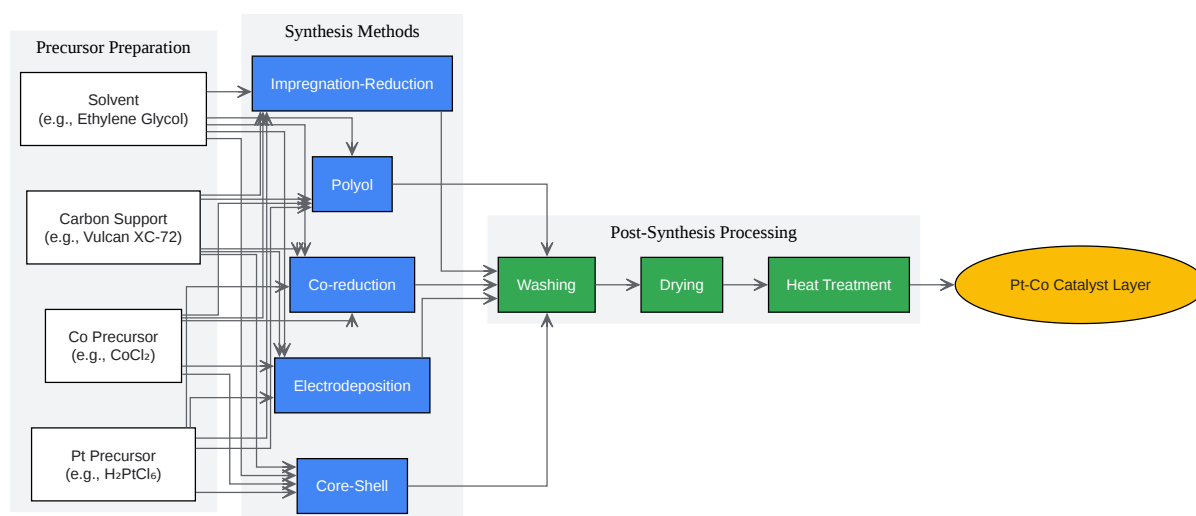 Precursor Preparation
Solvent
(e.g., Ethylene Glycol)
Carbon Support
(e.g., Vulcan XC-72)
Co Precursor
(e.g., CoCl₂)
Pt Precursor
(e.g., H₂PtCl₆)
Synthesis Methods
Impregnation-Reduction
Polyol
Co-reduction
Electrodeposition
Core-Shell
Post-Synthesis Processing
Washing
Drying
Heat Treatment
Pt-Co Catalyst Layer